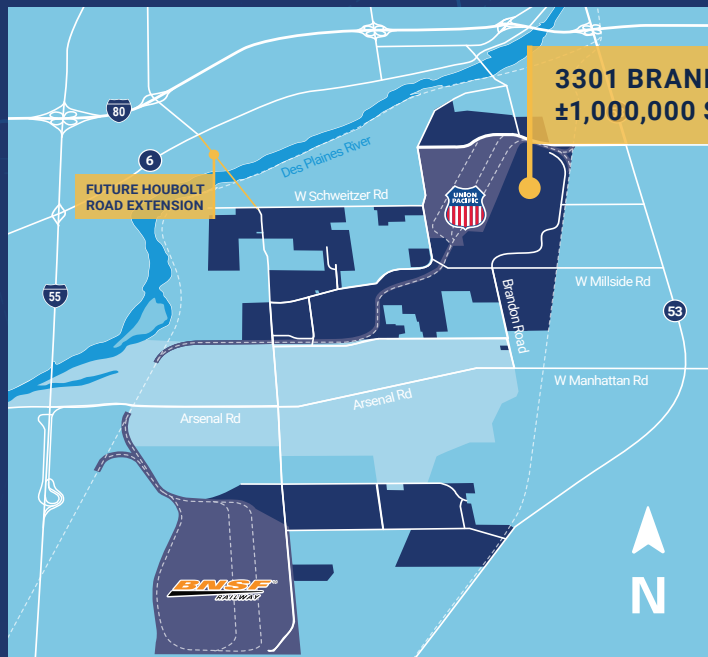 3301 BRAN
±1,000,000
80
6
Des Plaines River
FUTURE HOUBOLT
ROAD EXTENSION
W Schweitzer Rd
UNION
PACIFIC
55
Brandon Road
W Millside Rd
53
W Manhattan Rd
Arsenal Rd
Arsenal Rd
BNSF
RAILWAY
N